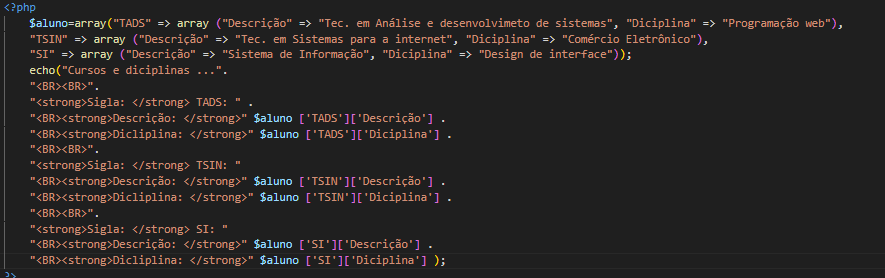 <?php
$aluno=array("TADS" => array ("Descrição" => "Tec. em Análise e desenvolvimeto de sistemas", "Diciplina" => "Programação web"),
"TSIN" => array ("Descrição" => "Tec. em Sistemas para a internet", "Diciplina" => "Comércio Eletrônico"),
"SI" => array ("Descrição" => "Sistema de Informação", "Diciplina" => "Design de interface"));
echo("Cursos e diciplinas ...".
"<BR><BR>".
"<strong>Sigla: </strong> TADS: " .
"<BR><strong>Descrição: </strong>" $aluno ['TADS']['Descrição'] .
"<BR><strong>Dicliplina: </strong>" $aluno ['TADS']['Diciplina'] .
"<BR><BR>".
"<strong>Sigla: </strong> TSIN: "
"<BR><strong>Descrição: </strong>" $aluno ['TSIN']['Descrição'] .
"<BR><strong>Dicliplina: </strong>" $aluno ['TSIN']['Diciplina'] .
"<BR><BR>".
"<strong>Sigla: </strong> SI: "
"<BR><strong>Descrição: </strong>" $aluno ['SI']['Descrição'] .
"<BR><strong>Dicliplina: </strong>" $aluno ['SI']['Diciplina'] );
?>